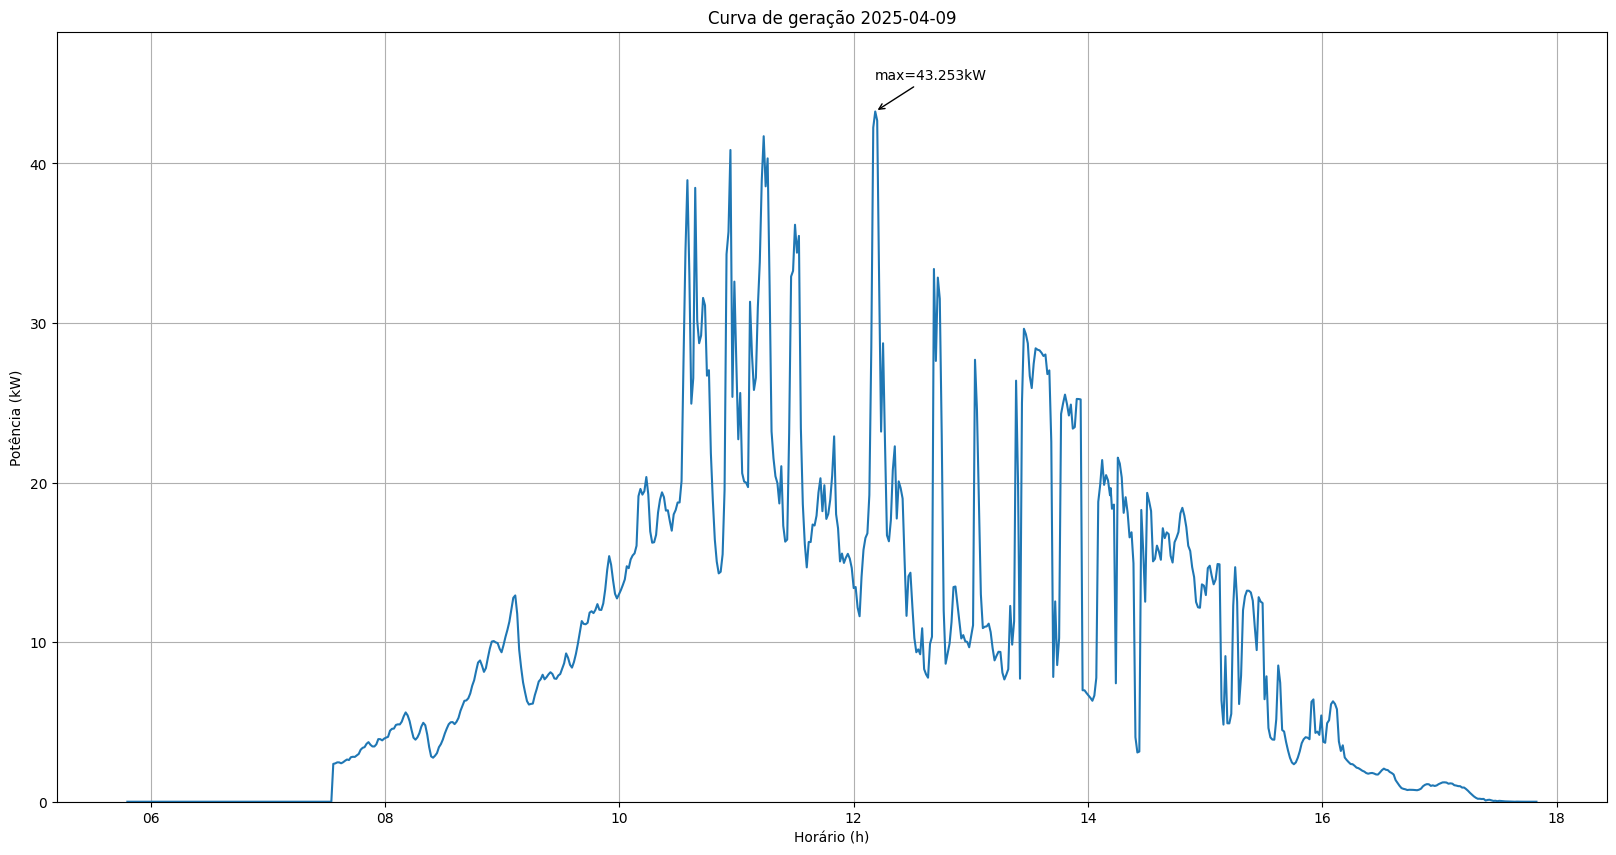 Curva de geração 2025-04-09
max=43.253kW
Potência (kW)
40
30
20
10
0
06 08 10 12 14 16 18
Horário (h)